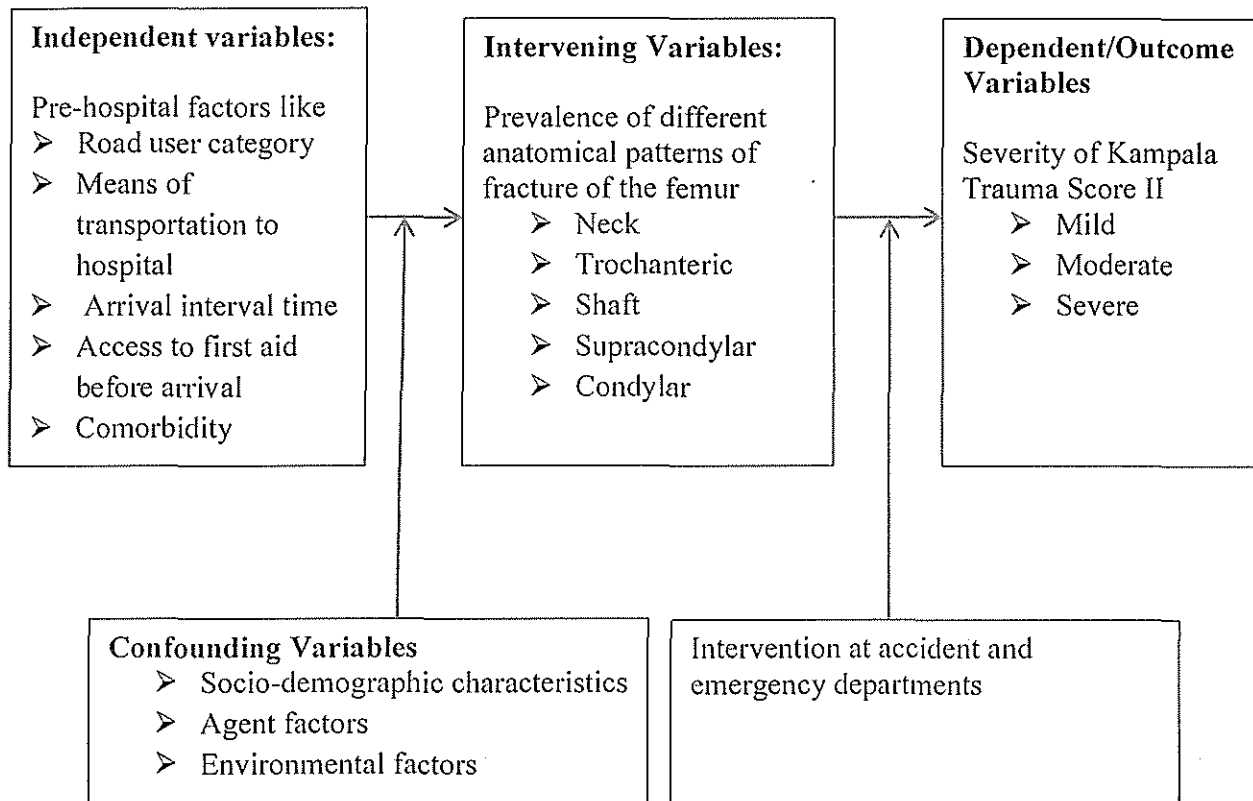 Independent variables:
Pre-hospital factors like
➢ Road user category
➢ Means of
transportation to
hospital
➢ Arrival interval time
➢ Access to first aid
before arrival
➢ Comorbidity
Intervening Variables:
Prevalence of different
anatomical patterns of
fracture of the femur
➢ Neck
➢ Trochanteric
➢ Shaft
➢ Supracondylar
➢ Condylar
Dependent/Outcome
Variables
Severity of Kampala
Trauma Score II
➢ Mild
➢ Moderate
➢ Severe
Confounding Variables
➢ Socio-demographic characteristics
➢ Agent factors
➢ Environmental factors
Intervention at accident and
emergency departments